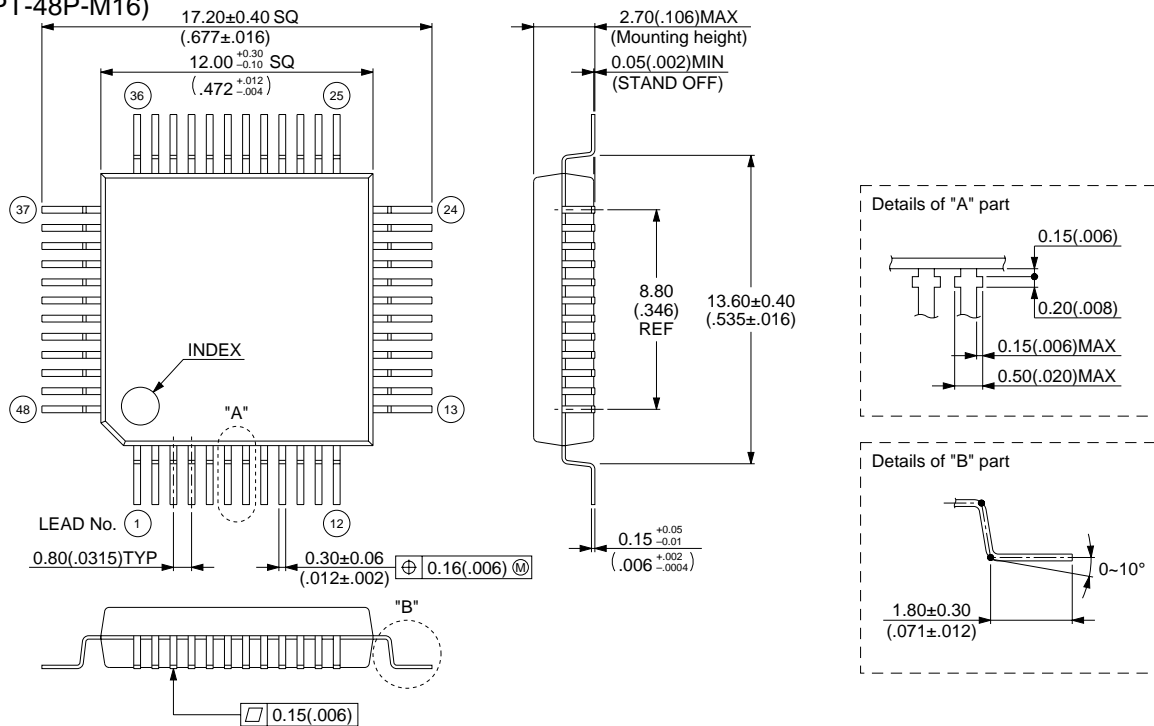 PT-48P-M16)
17.20±0.40 SQ
(.677±.016)
12.00 +0.30 –0.10 SQ
(.472 +.012 –.004)
36
25
37
24
INDEX
48
13
"A"
LEAD No. 1
12
0.80(.0315)TYP
0.30±0.06
(.012±.002)
⌖ 0.16(.006) Ⓜ
"B"
▱ 0.15(.006)
2.70(.106)MAX
(Mounting height)
0.05(.002)MIN
(STAND OFF)
8.80
(.346)
REF
13.60±0.40
(.535±.016)
0.15 +0.05 –0.01
(.006 +.002 –.0004)
Details of "A" part
0.15(.006)
0.20(.008)
0.15(.006)MAX
0.50(.020)MAX
Details of "B" part
0~10°
1.80±0.30
(.071±.012)